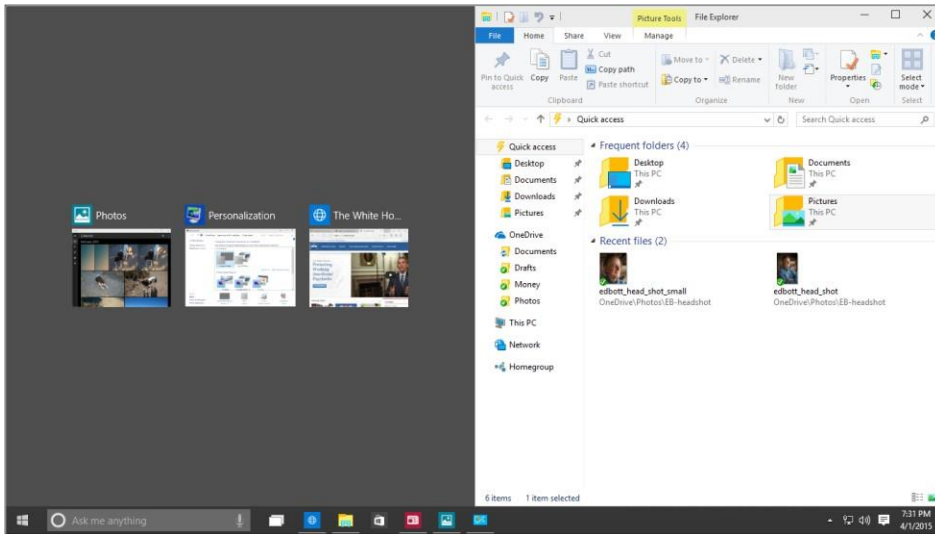 Picture Tools
File Explorer
File
Home
Share
View
Manage
Pin to Quick access
Copy
Paste
Cut
Copy path
Paste shortcut
Clipboard
Move to
Copy to
Delete
Rename
Organize
New folder
New
Properties
Open
Select mode
Select
Quick access
Search Quick access
Quick access
Desktop
Documents
Downloads
Pictures
OneDrive
Documents
Drafts
Money
Photos
This PC
Network
Homegroup
Frequent folders (4)
Desktop
This PC
Documents
This PC
Downloads
This PC
Pictures
This PC
Recent files (2)
edbott_head_shot_small
OneDrive\Photos\EB-headshot
edbott_head_shot
OneDrive\Photos\EB-headshot
6 items
1 item selected
Photos
Personalization
The White Ho...
Ask me anything
7:31 PM
4/1/2015